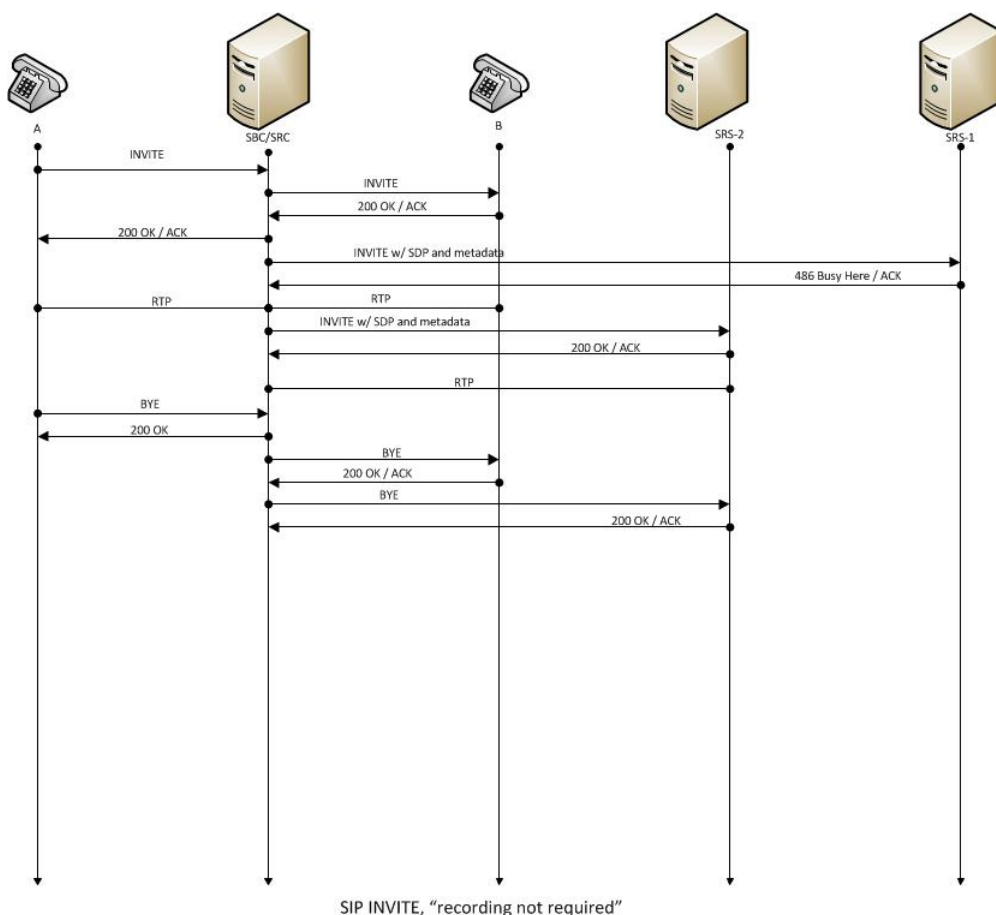 A
SBC/SRC
B
SRS-2
SRS-1
INVITE
INVITE
200 OK / ACK
200 OK / ACK
INVITE w/ SDP and metadata
486 Busy Here / ACK
RTP
RTP
INVITE w/ SDP and metadata
200 OK / ACK
RTP
BYE
200 OK
BYE
200 OK / ACK
BYE
200 OK / ACK
SIP INVITE, “recording not required”